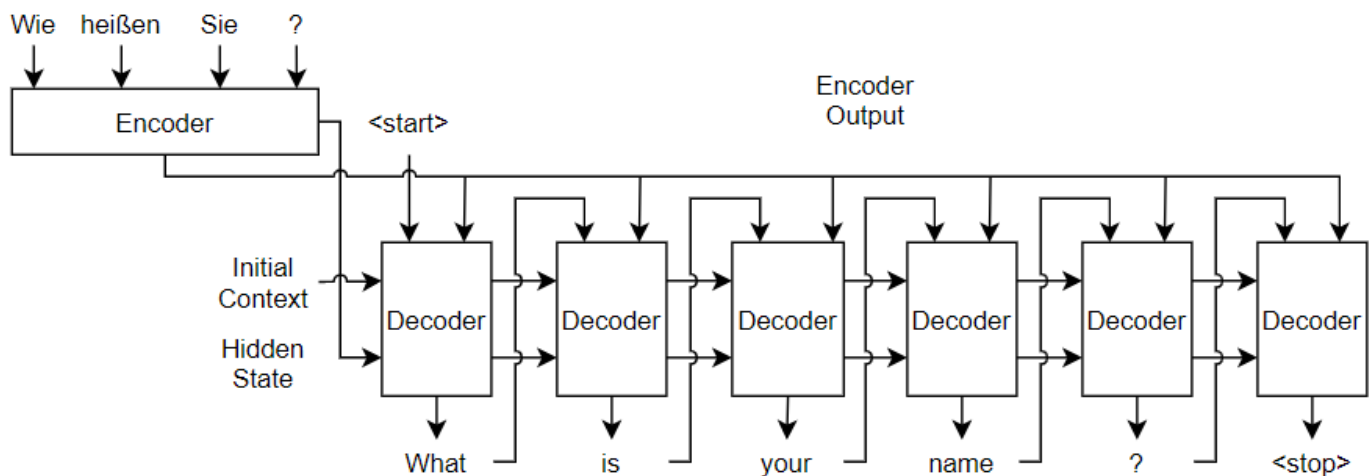 Wie heißen Sie ?
Encoder
<start>
Encoder
Output
Initial
Context
Hidden
State
Decoder Decoder Decoder Decoder Decoder Decoder
What is your name ? <stop>